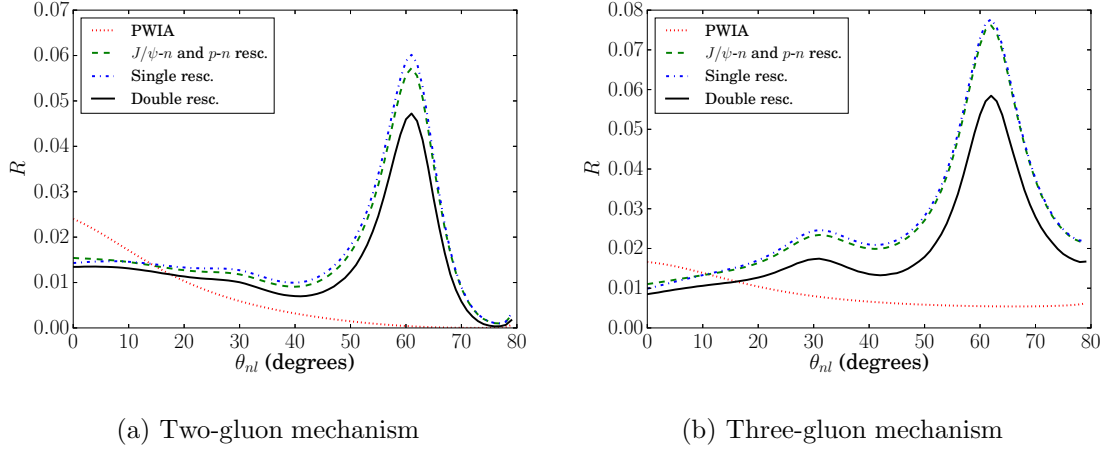 PWIA
J/ψ-n and p-n resc.
Single resc.
Double resc.
0.07
0.06
0.05
0.04
0.03
0.02
0.01
0.00
R
0 10 20 30 40 50 60 70 80
θnl (degrees)
(a) Two-gluon mechanism
PWIA
J/ψ-n and p-n resc.
Single resc.
Double resc.
0.08
0.07
0.06
0.05
0.04
0.03
0.02
0.01
0.00
R
0 10 20 30 40 50 60 70 80
θnl (degrees)
(b) Three-gluon mechanism